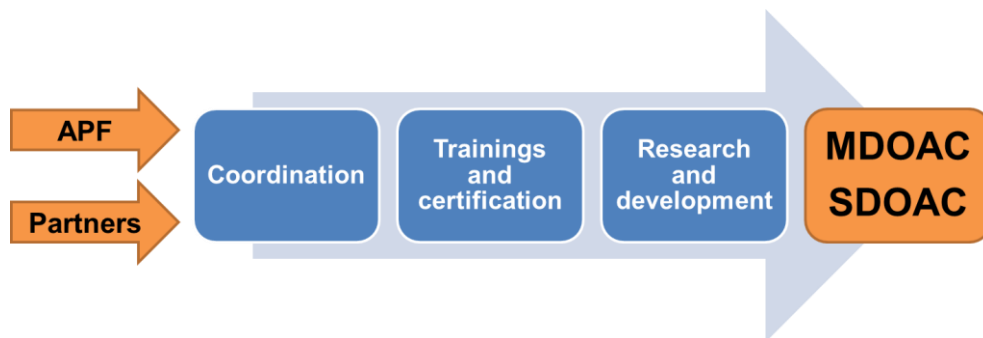 APF
Partners
Coordination
Trainings
and
certification
Research
and
development
MDOAC
SDOAC